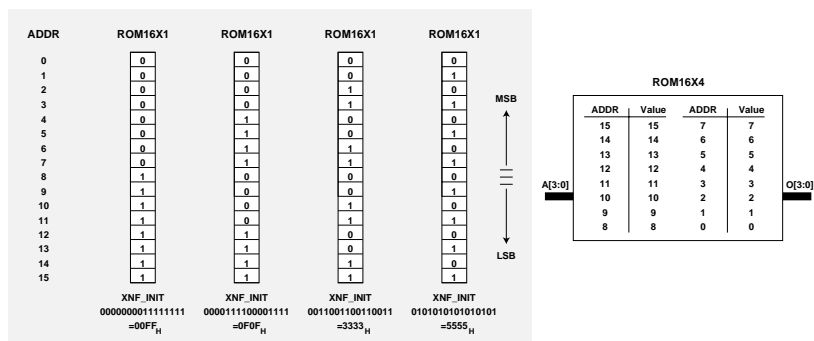 ADDR ROM16X1 ROM16X1 ROM16X1 ROM16X1
0 0 0 0 0
1 0 0 0 1
2 0 0 1 0
3 0 0 1 1
4 0 1 0 0
5 0 1 0 1
6 0 1 1 0
7 0 1 1 1
8 1 0 0 0
9 1 0 0 1
10 1 0 1 0
11 1 0 1 1
12 1 1 0 0
13 1 1 0 1
14 1 1 1 0
15 1 1 1 1
MSB
LSB
XNF_INIT XNF_INIT XNF_INIT XNF_INIT
0000000011111111 0000111100001111 0011001100110011 0101010101010101
=00FFH =0F0FH =3333H =5555H
ROM16X4
ADDR Value ADDR Value
15 15 7 7
14 14 6 6
13 13 5 5
12 12 4 4
11 11 3 3
10 10 2 2
9 9 1 1
8 8 0 0
A[3:0]
O[3:0]